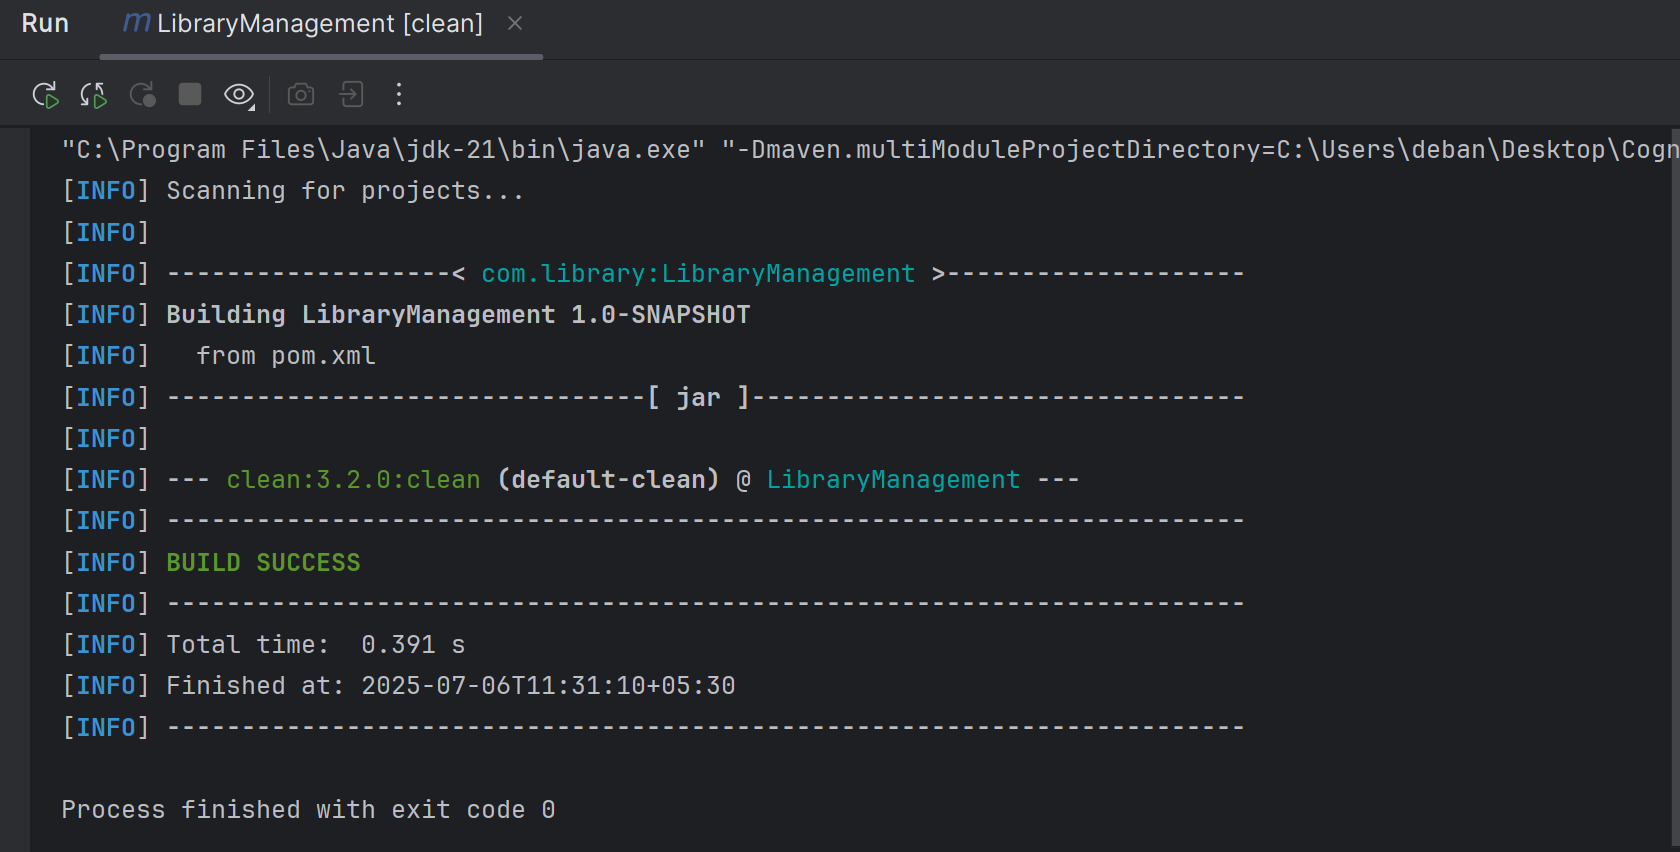 Run m LibraryManagement [clean] ×
"C:\Program Files\Java\jdk-21\bin\java.exe" "-Dmaven.multiModuleProjectDirectory=C:\Users\deban\Desktop\Cogn
[INFO] Scanning for projects...
[INFO]
[INFO] -------------------< com.library:LibraryManagement >--------------------
[INFO] Building LibraryManagement 1.0-SNAPSHOT
[INFO]   from pom.xml
[INFO] --------------------------------[ jar ]---------------------------------
[INFO]
[INFO] --- clean:3.2.0:clean (default-clean) @ LibraryManagement ---
[INFO] ------------------------------------------------------------------------
[INFO] BUILD SUCCESS
[INFO] ------------------------------------------------------------------------
[INFO] Total time:  0.391 s
[INFO] Finished at: 2025-07-06T11:31:10+05:30
[INFO] ------------------------------------------------------------------------
Process finished with exit code 0